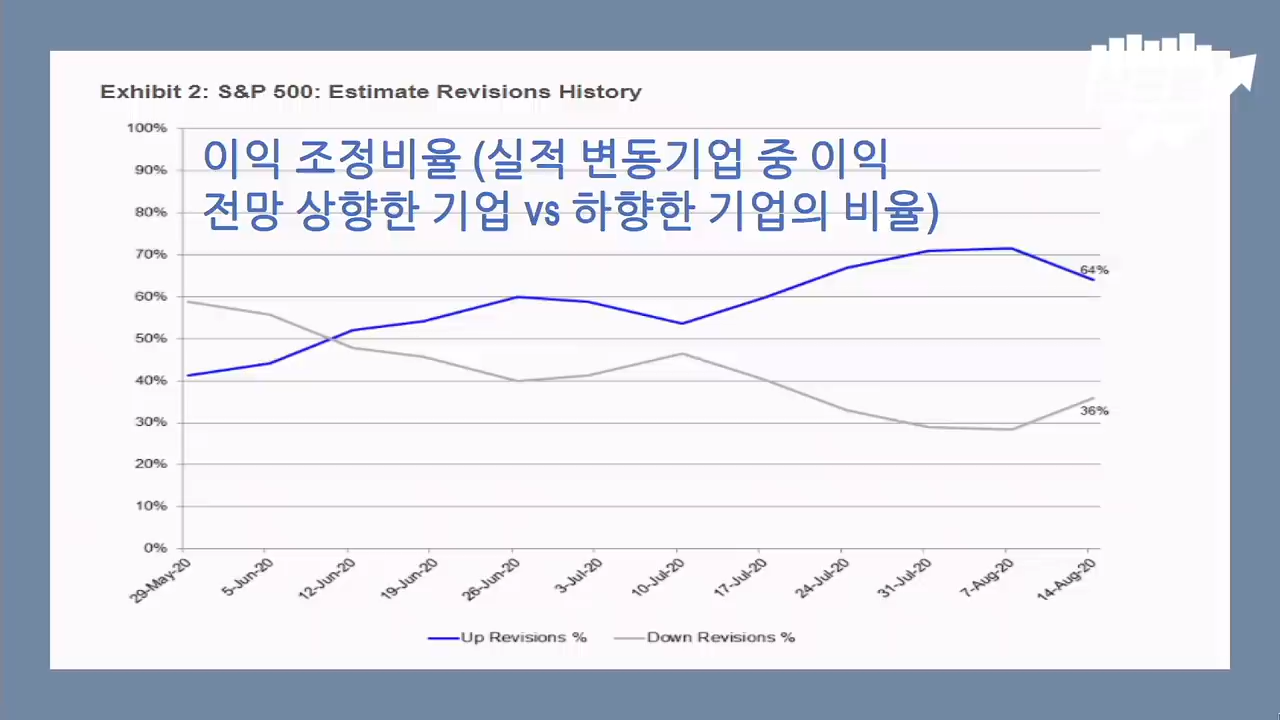 Exhibit 2: S&P 500: Estimate Revisions History
이익 조정비율 (실적 변동기업 중 이익
전망 상향한 기업 vs 하향한 기업의 비율)
100%
90%
80%
70%
60%
50%
40%
30%
20%
10%
0%
64%
36%
29-May-20
5-Jun-20
12-Jun-20
19-Jun-20
26-Jun-20
3-Jul-20
10-Jul-20
17-Jul-20
24-Jul-20
31-Jul-20
7-Aug-20
14-Aug-20
Up Revisions %
Down Revisions %